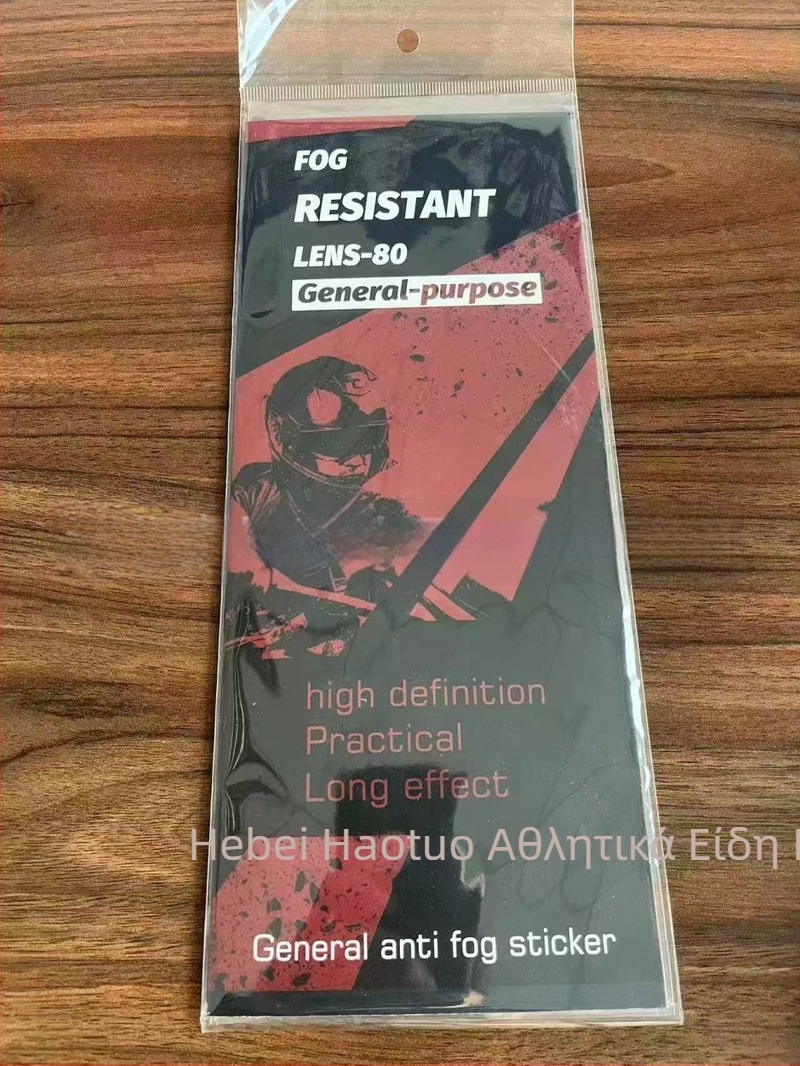 FOG
RESISTANT
LENS-80
General-purpose
high definition
Practical
Long effect
Hebei Haotuo Αθλητικά Είδη
General anti fog sticker